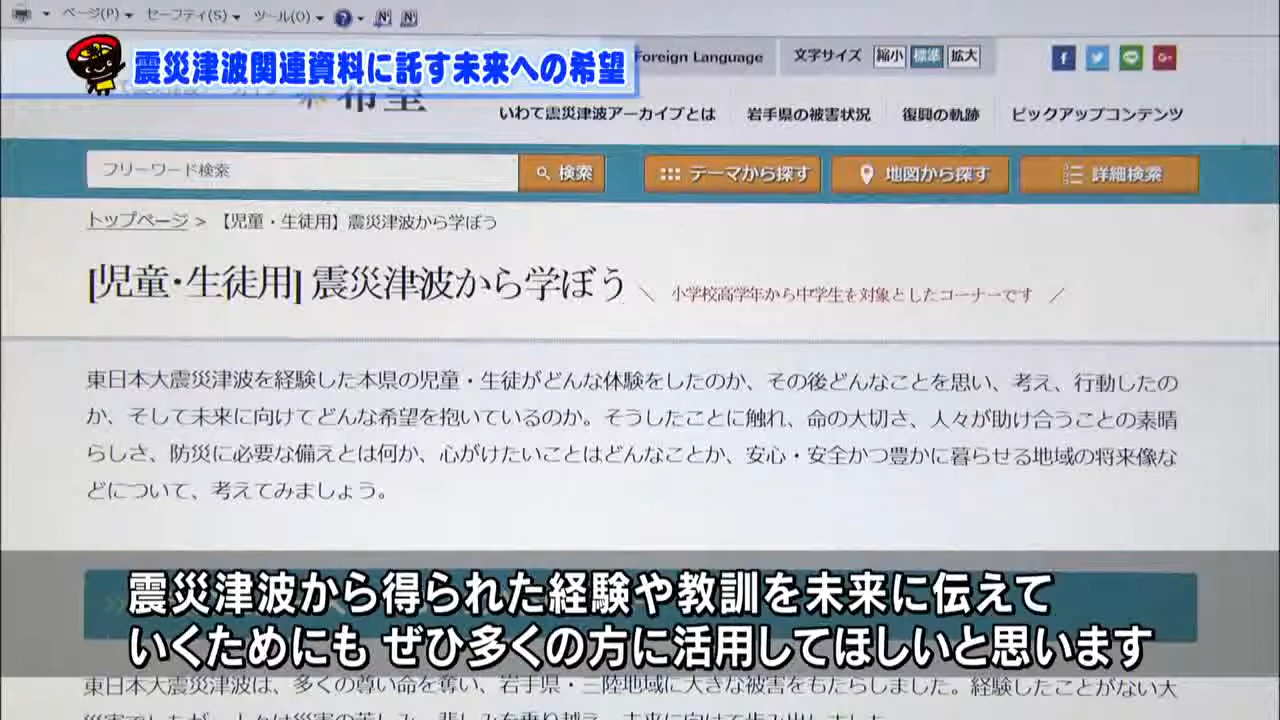 ページ(P) セーフティ(S) ツール(O)
震災津波関連資料に託す未来への希望
Foreign Language 文字サイズ 縮小 標準 拡大
希望
いわて震災津波アーカイブとは 岩手県の被害状況 復興の軌跡 ピックアップコンテンツ
フリーワード検索 検索 テーマから探す 地図から探す 詳細検索
トップページ > 【児童・生徒用】震災津波から学ぼう
[児童・生徒用] 震災津波から学ぼう ＼ 小学校高学年から中学生を対象としたコーナーです ／
東日本大震災津波を経験した本県の児童・生徒がどんな体験をしたのか、その後どんなことを思い、考え、行動したの
か、そして未来に向けてどんな希望を抱いているのか。そうしたことに触れ、命の大切さ、人々が助け合うことの素晴
らしさ、防災に必要な備えとは何か、心がけたいことはどんなことか、安心・安全かつ豊かに暮らせる地域の将来像な
どについて、考えてみましょう。
震災津波から得られた経験や教訓を未来に伝えて
いくためにも ぜひ多くの方に活用してほしいと思います
東日本大震災津波は、多くの尊い命を奪い、岩手県・三陸地域に大きな被害をもたらしました。経験したことがない大